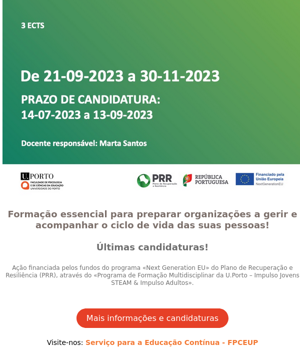 3 ECTS
De 21-09-2023 a 30-11-2023
PRAZO DE CANDIDATURA:
14-07-2023 a 13-09-2023
Docente responsável: Marta Santos
U.PORTO
FACULDADE DE PSICOLOGIA
E DE CIÊNCIAS DA EDUCAÇÃO
UNIVERSIDADE DO PORTO
PRR
Plano de Recuperação
e Resiliência
REPÚBLICA
PORTUGUESA
Financiado pela
União Europeia
NextGenerationEU
Formação essencial para preparar organizações a gerir e
acompanhar o ciclo de vida das suas pessoas!
Últimas candidaturas!
Ação financiada pelos fundos do programa «Next Generation EU» do Plano de Recuperação e
Resiliência (PRR), através do «Programa de Formação Multidisciplinar da U.Porto – Impulso Jovens
STEAM & Impulso Adultos».
Mais informações e candidaturas
Visite-nos: Serviço para a Educação Contínua - FPCEUP